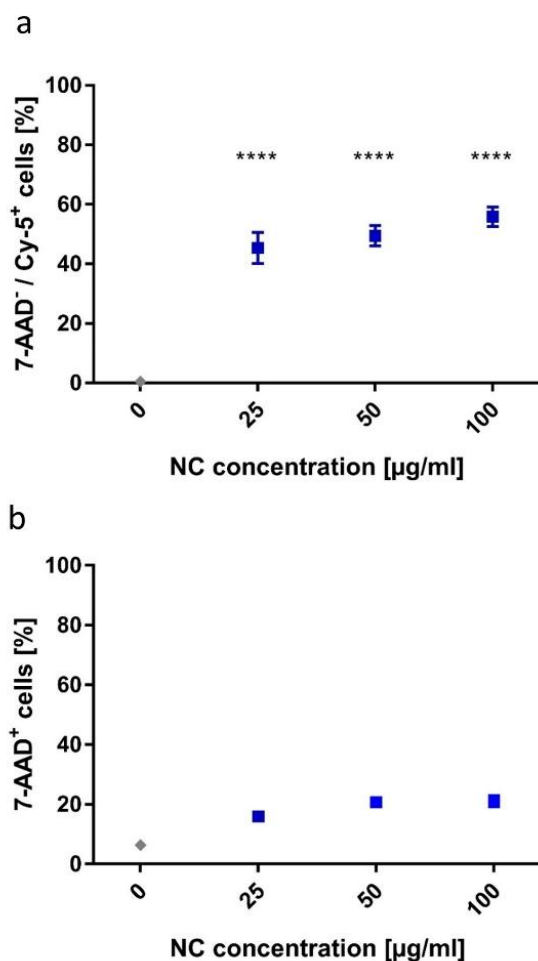 a
7-AAD⁻ / Cy-5⁺ cells [%]
100
80
60
40
20
0
**** **** ****
0 25 50 100
NC concentration [µg/ml]
b
7-AAD⁺ cells [%]
100
80
60
40
20
0
0 25 50 100
NC concentration [µg/ml]